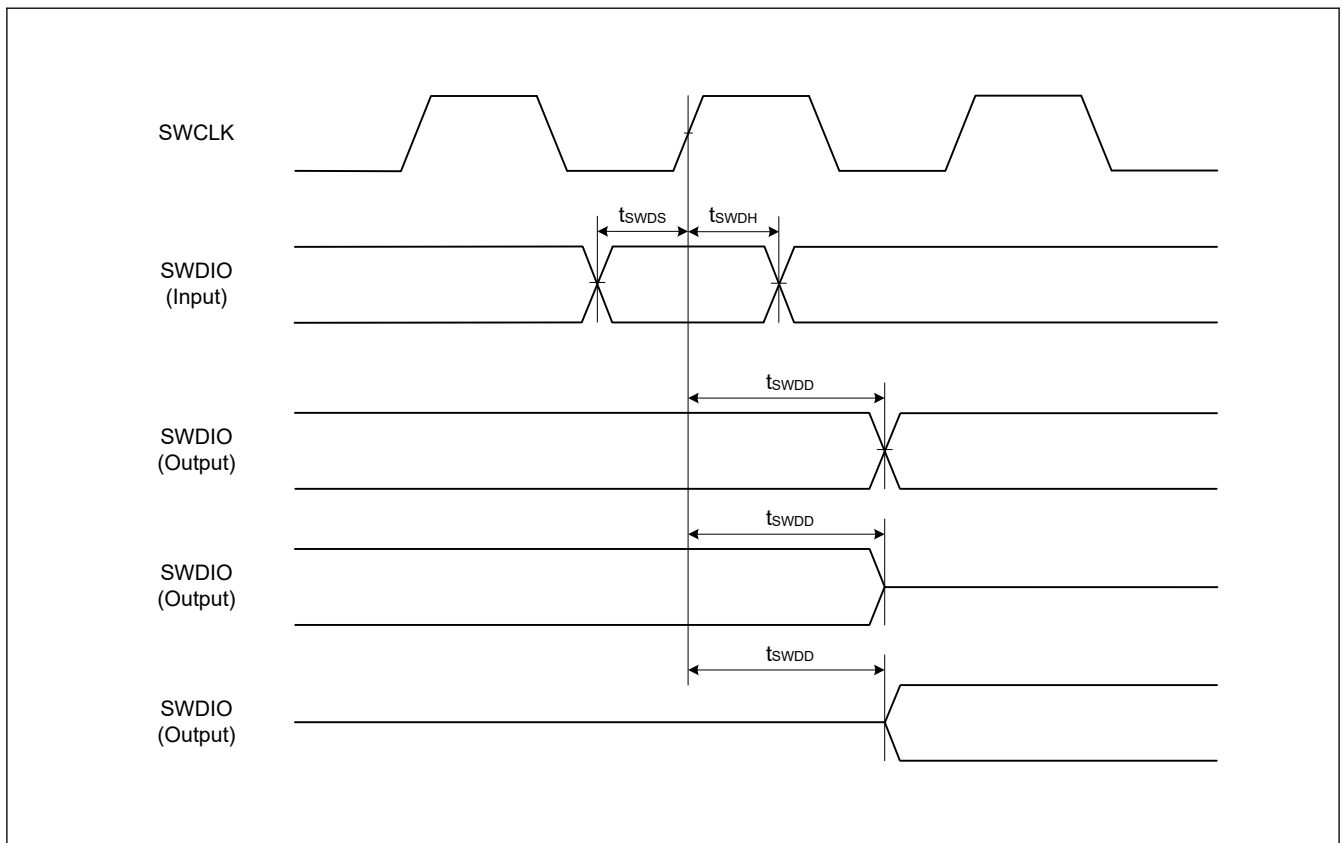 SWCLK
tSWDS
tSWDH
SWDIO
(Input)
tSWDD
SWDIO
(Output)
tSWDD
SWDIO
(Output)
tSWDD
SWDIO
(Output)